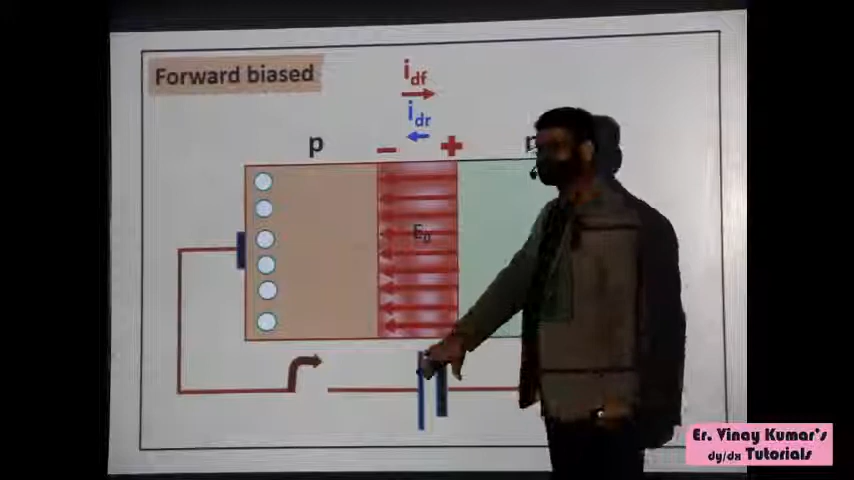 Forward biased
idf
idr
p − +
E0
Er. Vinay Kumar's
dy/dx Tutorials